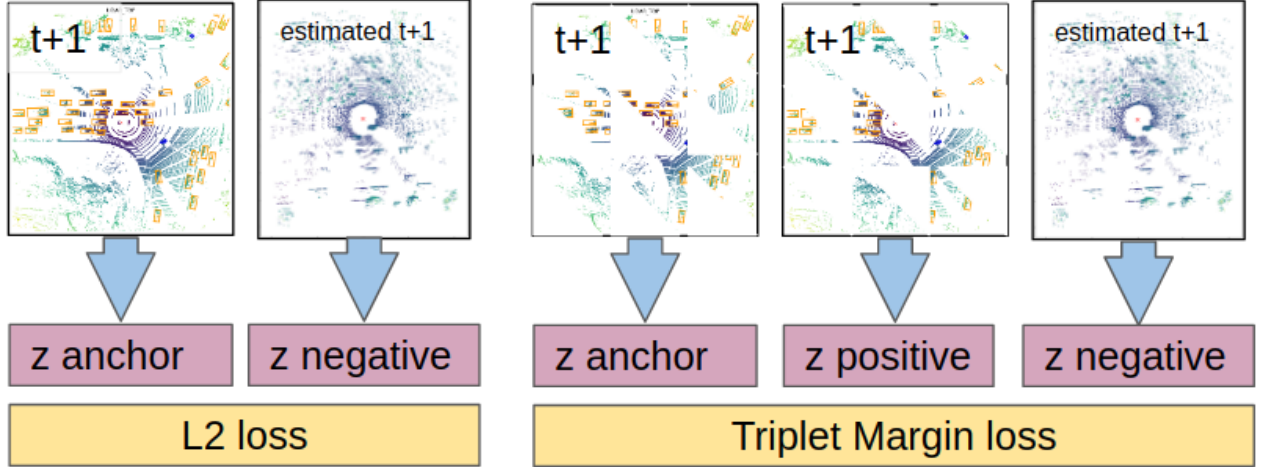 t+1
estimated t+1
t+1
t+1
estimated t+1
z anchor
z negative
z anchor
z positive
z negative
L2 loss
Triplet Margin loss